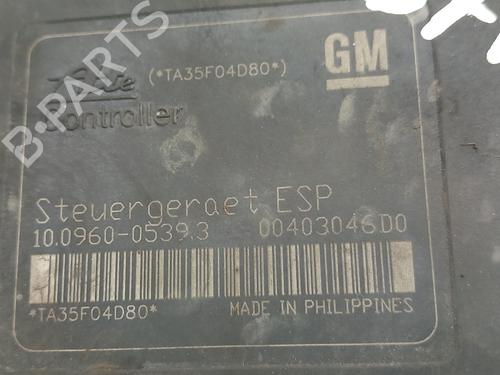 B-PARTS
(*TA35F04D80*)
GM
Controller
Steuergeraet ESP
10.0960-0539.3 00403046D0
*TA35F04D80*
MADE IN PHILIPPINES